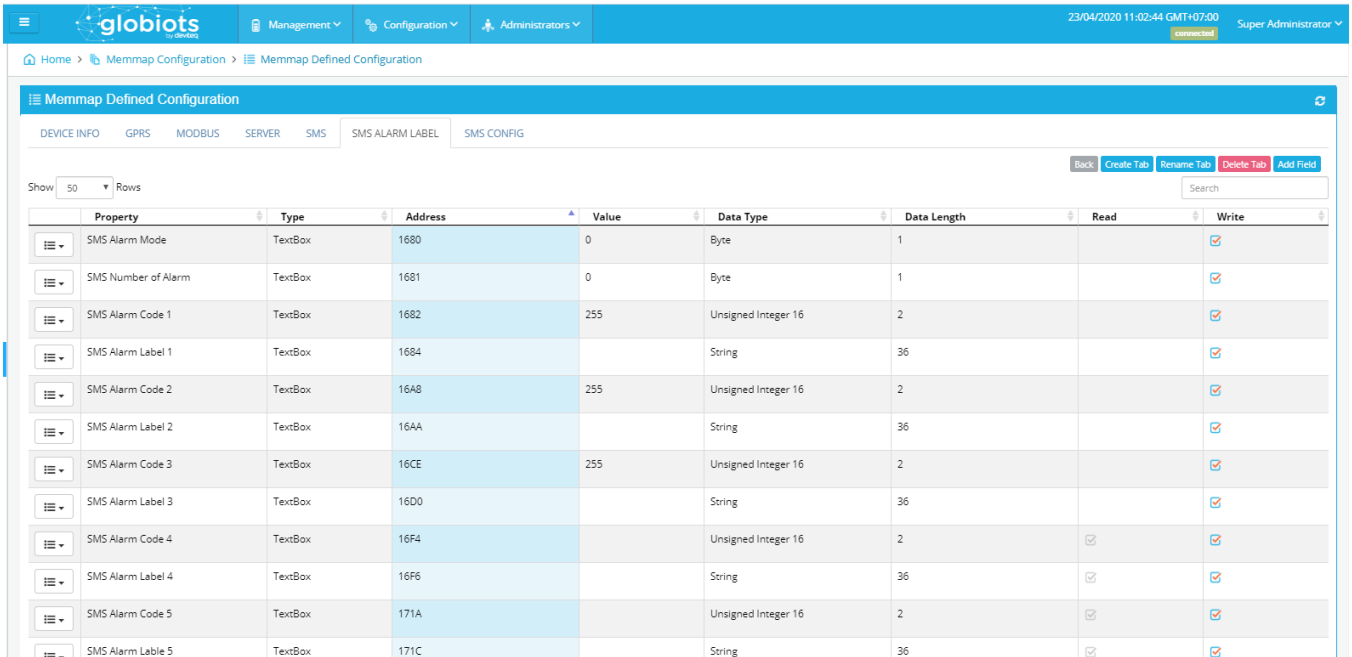 globiots
by deviteq
Management
Configuration
Administrators
23/04/2020 11:02:44 GMT+07:00
connected
Super Administrator
Home > Memmap Configuration > Memmap Defined Configuration
Memmap Defined Configuration
DEVICE INFO GPRS MODBUS SERVER SMS SMS ALARM LABEL SMS CONFIG
Back Create Tab Rename Tab Delete Tab Add Field
Show 50 Rows
Search
Property Type Address Value Data Type Data Length Read Write
SMS Alarm Mode TextBox 1680 0 Byte 1
SMS Number of Alarm TextBox 1681 0 Byte 1
SMS Alarm Code 1 TextBox 1682 255 Unsigned Integer 16 2
SMS Alarm Label 1 TextBox 1684 String 36
SMS Alarm Code 2 TextBox 16A8 255 Unsigned Integer 16 2
SMS Alarm Label 2 TextBox 16AA String 36
SMS Alarm Code 3 TextBox 16CE 255 Unsigned Integer 16 2
SMS Alarm Label 3 TextBox 16D0 String 36
SMS Alarm Code 4 TextBox 16F4 Unsigned Integer 16 2
SMS Alarm Label 4 TextBox 16F6 String 36
SMS Alarm Code 5 TextBox 171A Unsigned Integer 16 2
SMS Alarm Lable 5 TextBox 171C String 36